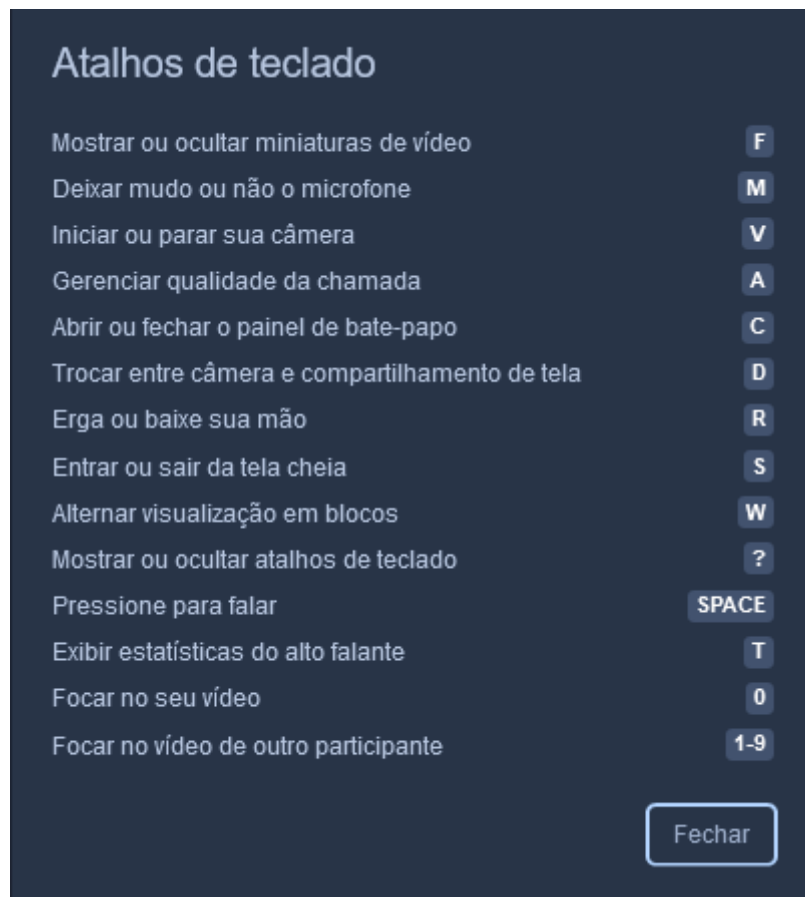 Atalhos de teclado
Mostrar ou ocultar miniaturas de vídeo F
Deixar mudo ou não o microfone M
Iniciar ou parar sua câmera V
Gerenciar qualidade da chamada A
Abrir ou fechar o painel de bate-papo C
Trocar entre câmera e compartilhamento de tela D
Erga ou baixe sua mão R
Entrar ou sair da tela cheia S
Alternar visualização em blocos W
Mostrar ou ocultar atalhos de teclado ?
Pressione para falar SPACE
Exibir estatísticas do alto falante T
Focar no seu vídeo 0
Focar no vídeo de outro participante 1-9
Fechar